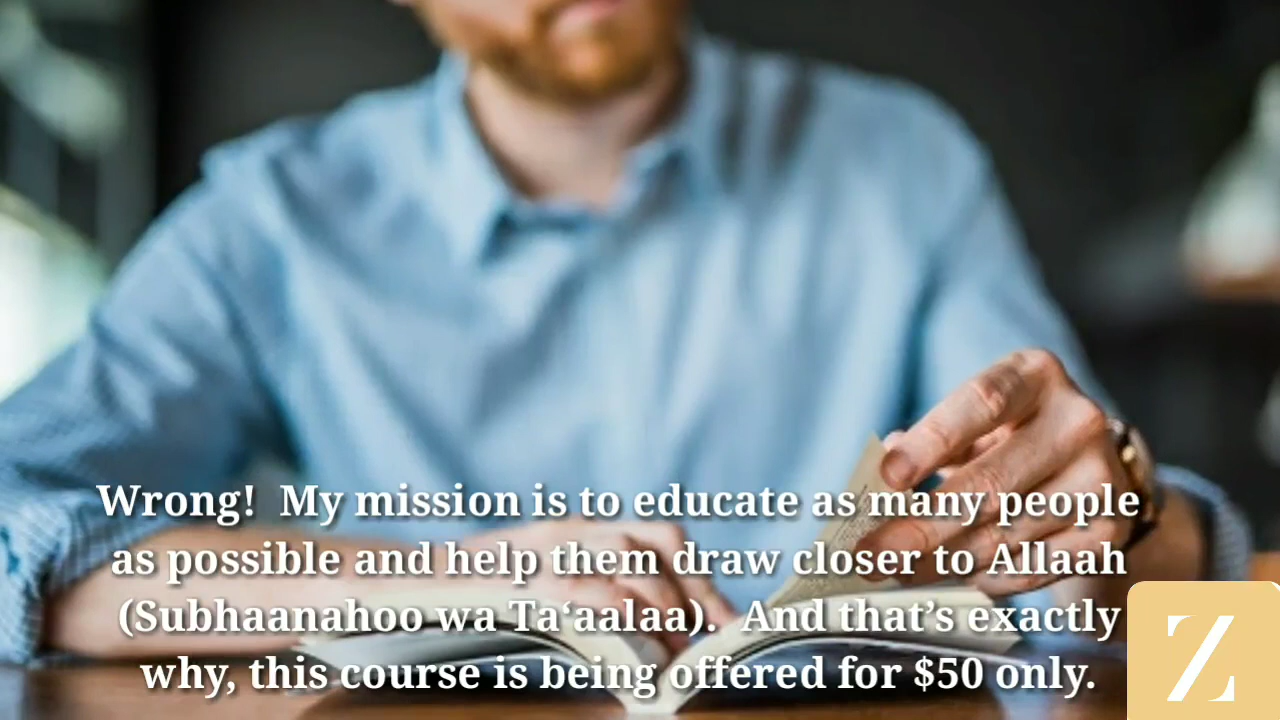 Wrong!  My mission is to educate as many people
as possible and help them draw closer to Allaah
(Subhaanahoo wa Ta‘aalaa).  And that’s exactly
why, this course is being offered for $50 only.
Z